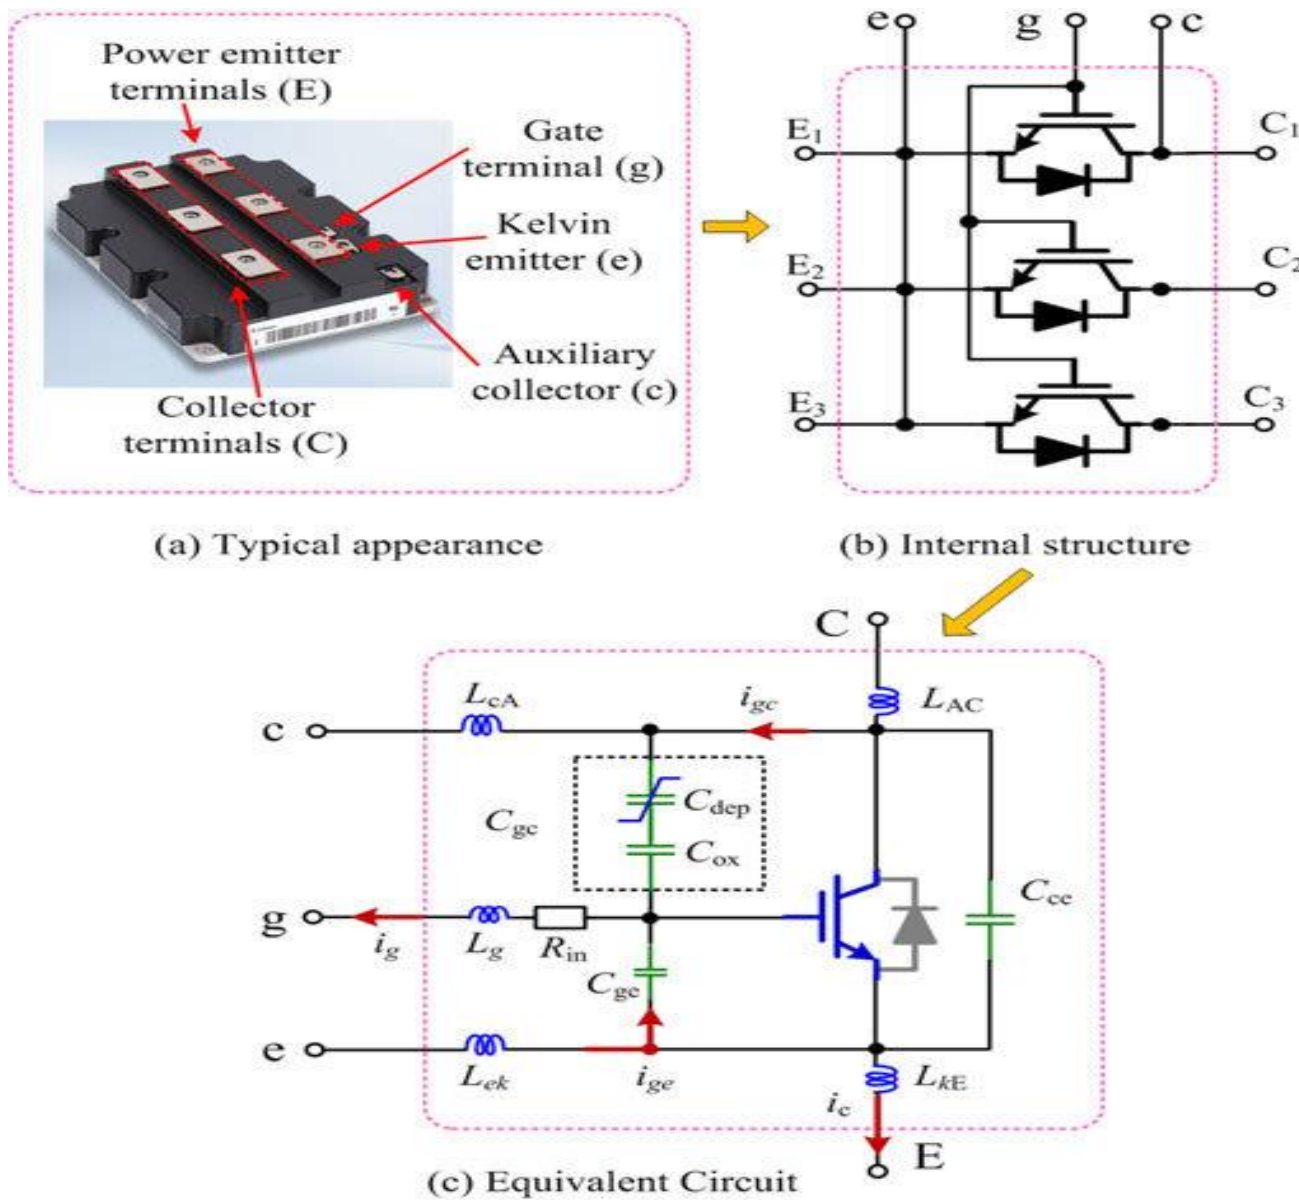 Power emitter
terminals (E)
Gate
terminal (g)
Kelvin
emitter (e)
Auxiliary
collector (c)
Collector
terminals (C)
(a) Typical appearance
e
g
c
E1
C1
E2
C2
E3
C3
(b) Internal structure
C
LcA
igc
LAC
c
Cdep
Cgc
Cox
Cce
g
ig
Lg
Rin
Cge
e
Lek
ige
LkE
ic
E
(c) Equivalent Circuit